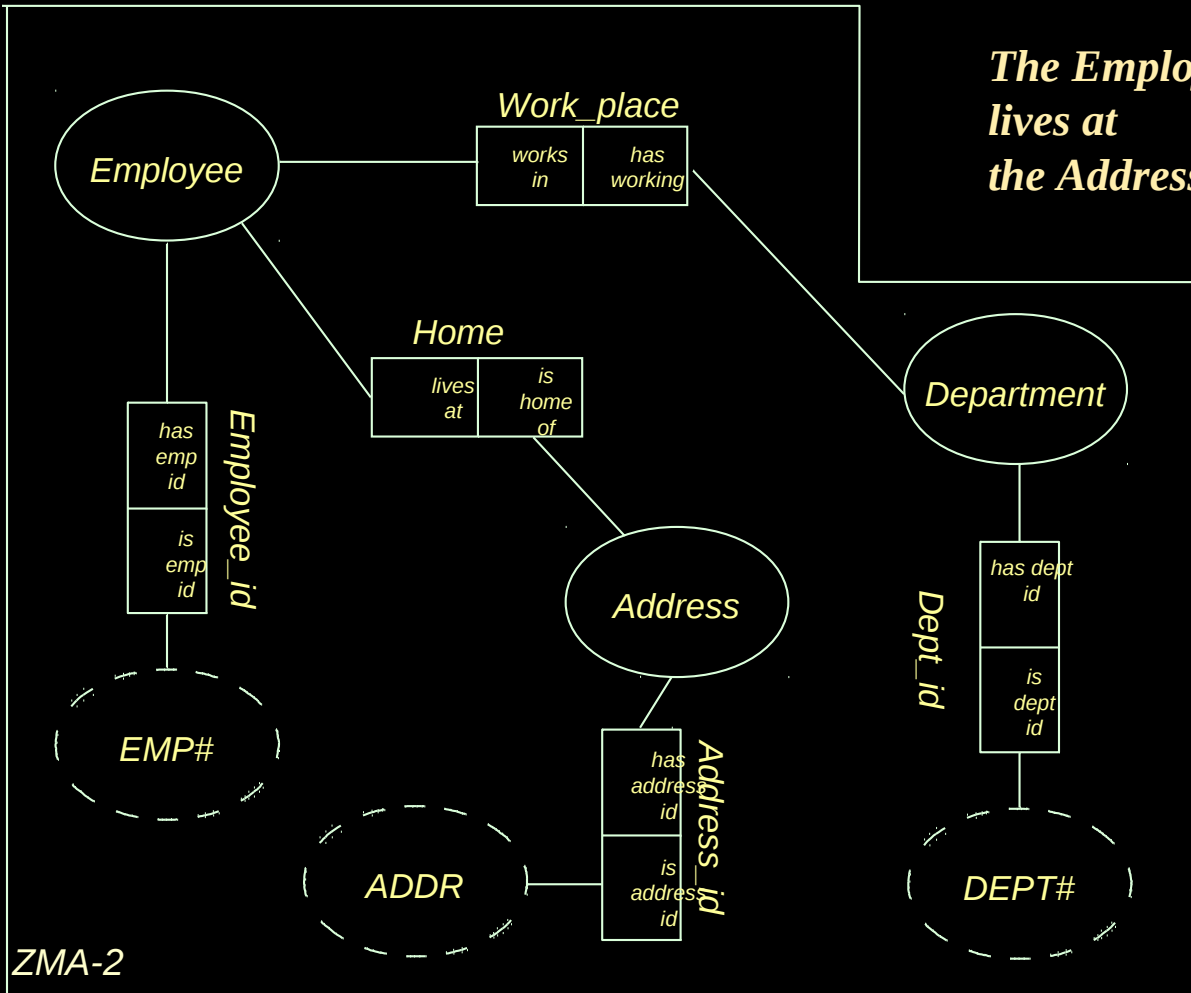 The Emplo
lives at
the Address
Work_place
Employee
works
in
has
working
Home
lives
at
is
home
of
Department
has
emp
id
is
emp
id
Employee_id
Address
has dept
id
is
dept
id
Dept_id
EMP#
has
address
id
is
address
id
Address_id
ADDR
DEPT#
ZMA-2